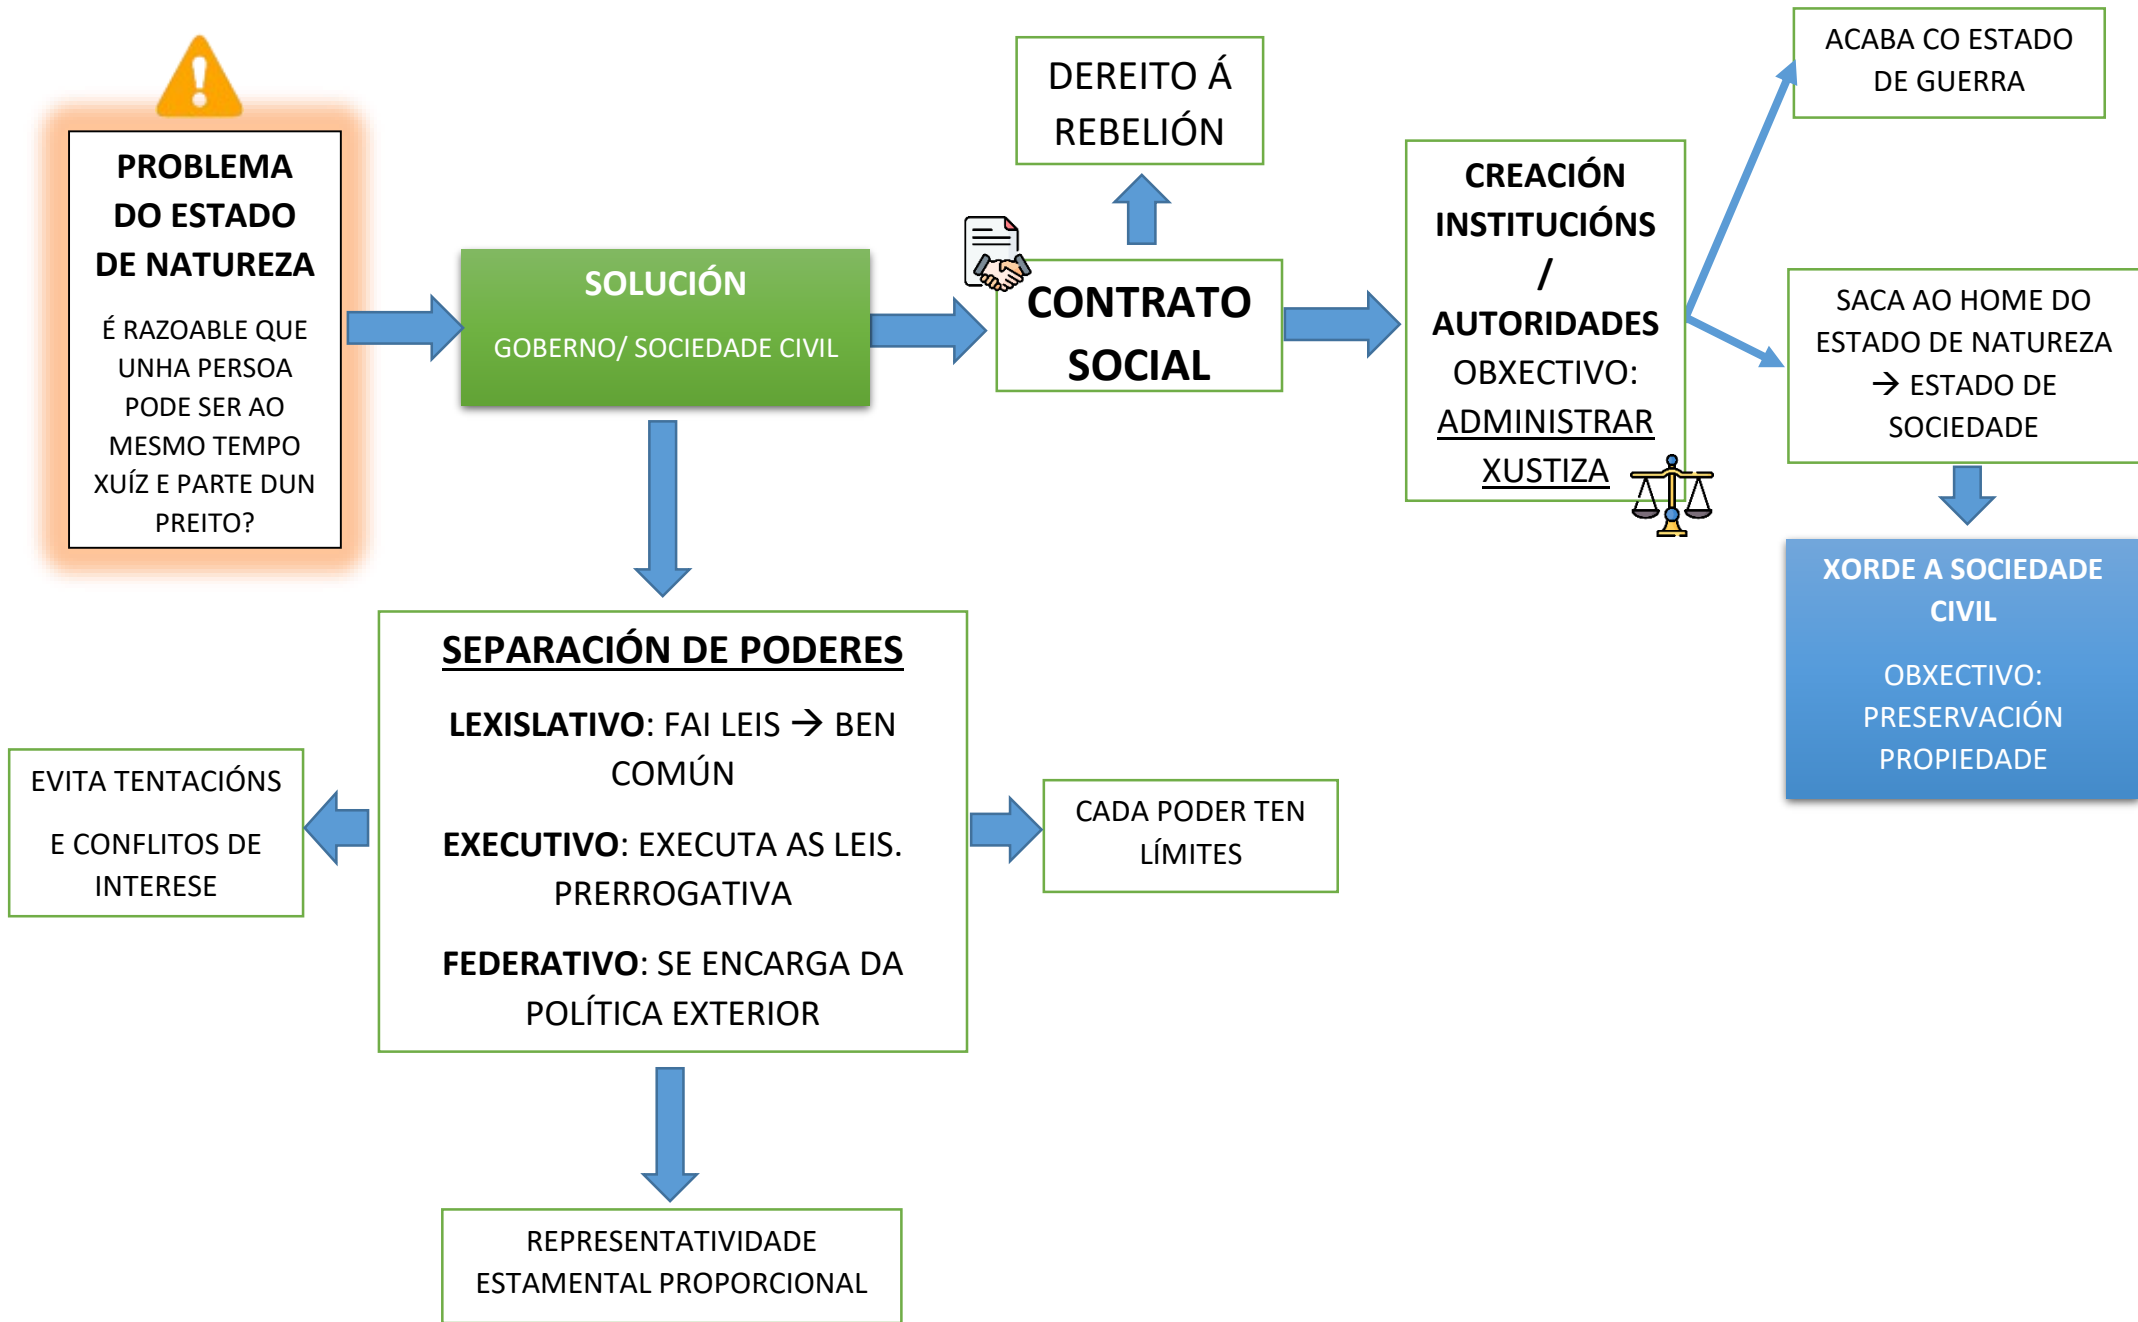 PROBLEMA
DO ESTADO
DE NATUREZA
É RAZOABLE QUE
UNHA PERSOA
PODE SER AO
MESMO TEMPO
XUÍZ E PARTE DUN
PREITO?
SOLUCIÓN
GOBERNO/ SOCIEDADE CIVIL
DEREITO Á
REBELIÓN
CONTRATO
SOCIAL
CREACIÓN
INSTITUCIÓNS
/
AUTORIDADES
OBXECTIVO:
ADMINISTRAR
XUSTIZA
ACABA CO ESTADO
DE GUERRA
SACA AO HOME DO
ESTADO DE NATUREZA
→ ESTADO DE
SOCIEDADE
XORDE A SOCIEDADE
CIVIL
OBXECTIVO:
PRESERVACIÓN
PROPIEDADE
SEPARACIÓN DE PODERES
LEXISLATIVO: FAI LEIS → BEN
COMÚN
EXECUTIVO: EXECUTA AS LEIS.
PRERROGATIVA
FEDERATIVO: SE ENCARGA DA
POLÍTICA EXTERIOR
EVITA TENTACIÓNS
E CONFLITOS DE
INTERESE
CADA PODER TEN
LÍMITES
REPRESENTATIVIDADE
ESTAMENTAL PROPORCIONAL